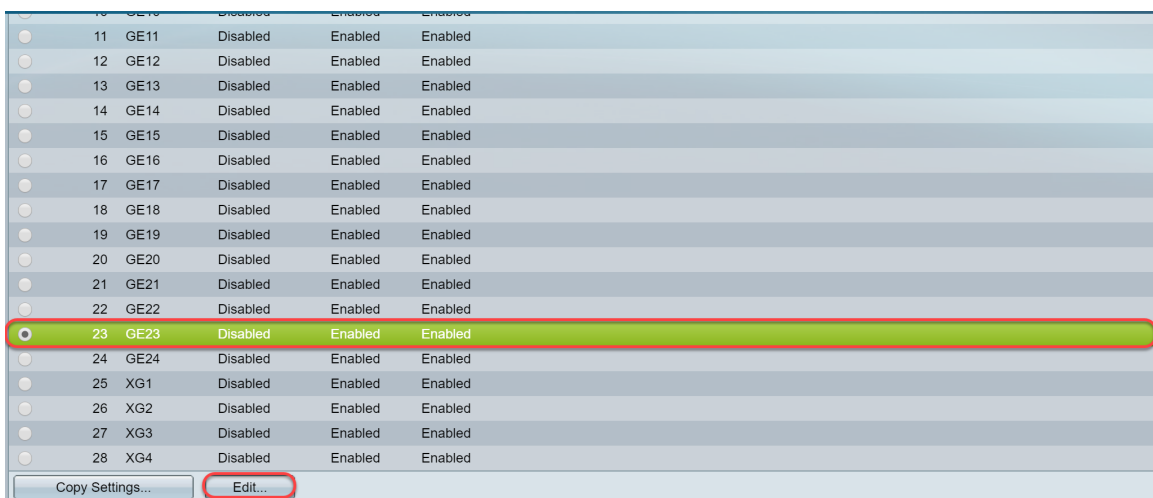 11 GE11 Disabled Enabled Enabled
12 GE12 Disabled Enabled Enabled
13 GE13 Disabled Enabled Enabled
14 GE14 Disabled Enabled Enabled
15 GE15 Disabled Enabled Enabled
16 GE16 Disabled Enabled Enabled
17 GE17 Disabled Enabled Enabled
18 GE18 Disabled Enabled Enabled
19 GE19 Disabled Enabled Enabled
20 GE20 Disabled Enabled Enabled
21 GE21 Disabled Enabled Enabled
22 GE22 Disabled Enabled Enabled
23 GE23 Disabled Enabled Enabled
24 GE24 Disabled Enabled Enabled
25 XG1 Disabled Enabled Enabled
26 XG2 Disabled Enabled Enabled
27 XG3 Disabled Enabled Enabled
28 XG4 Disabled Enabled Enabled
Copy Settings... Edit...